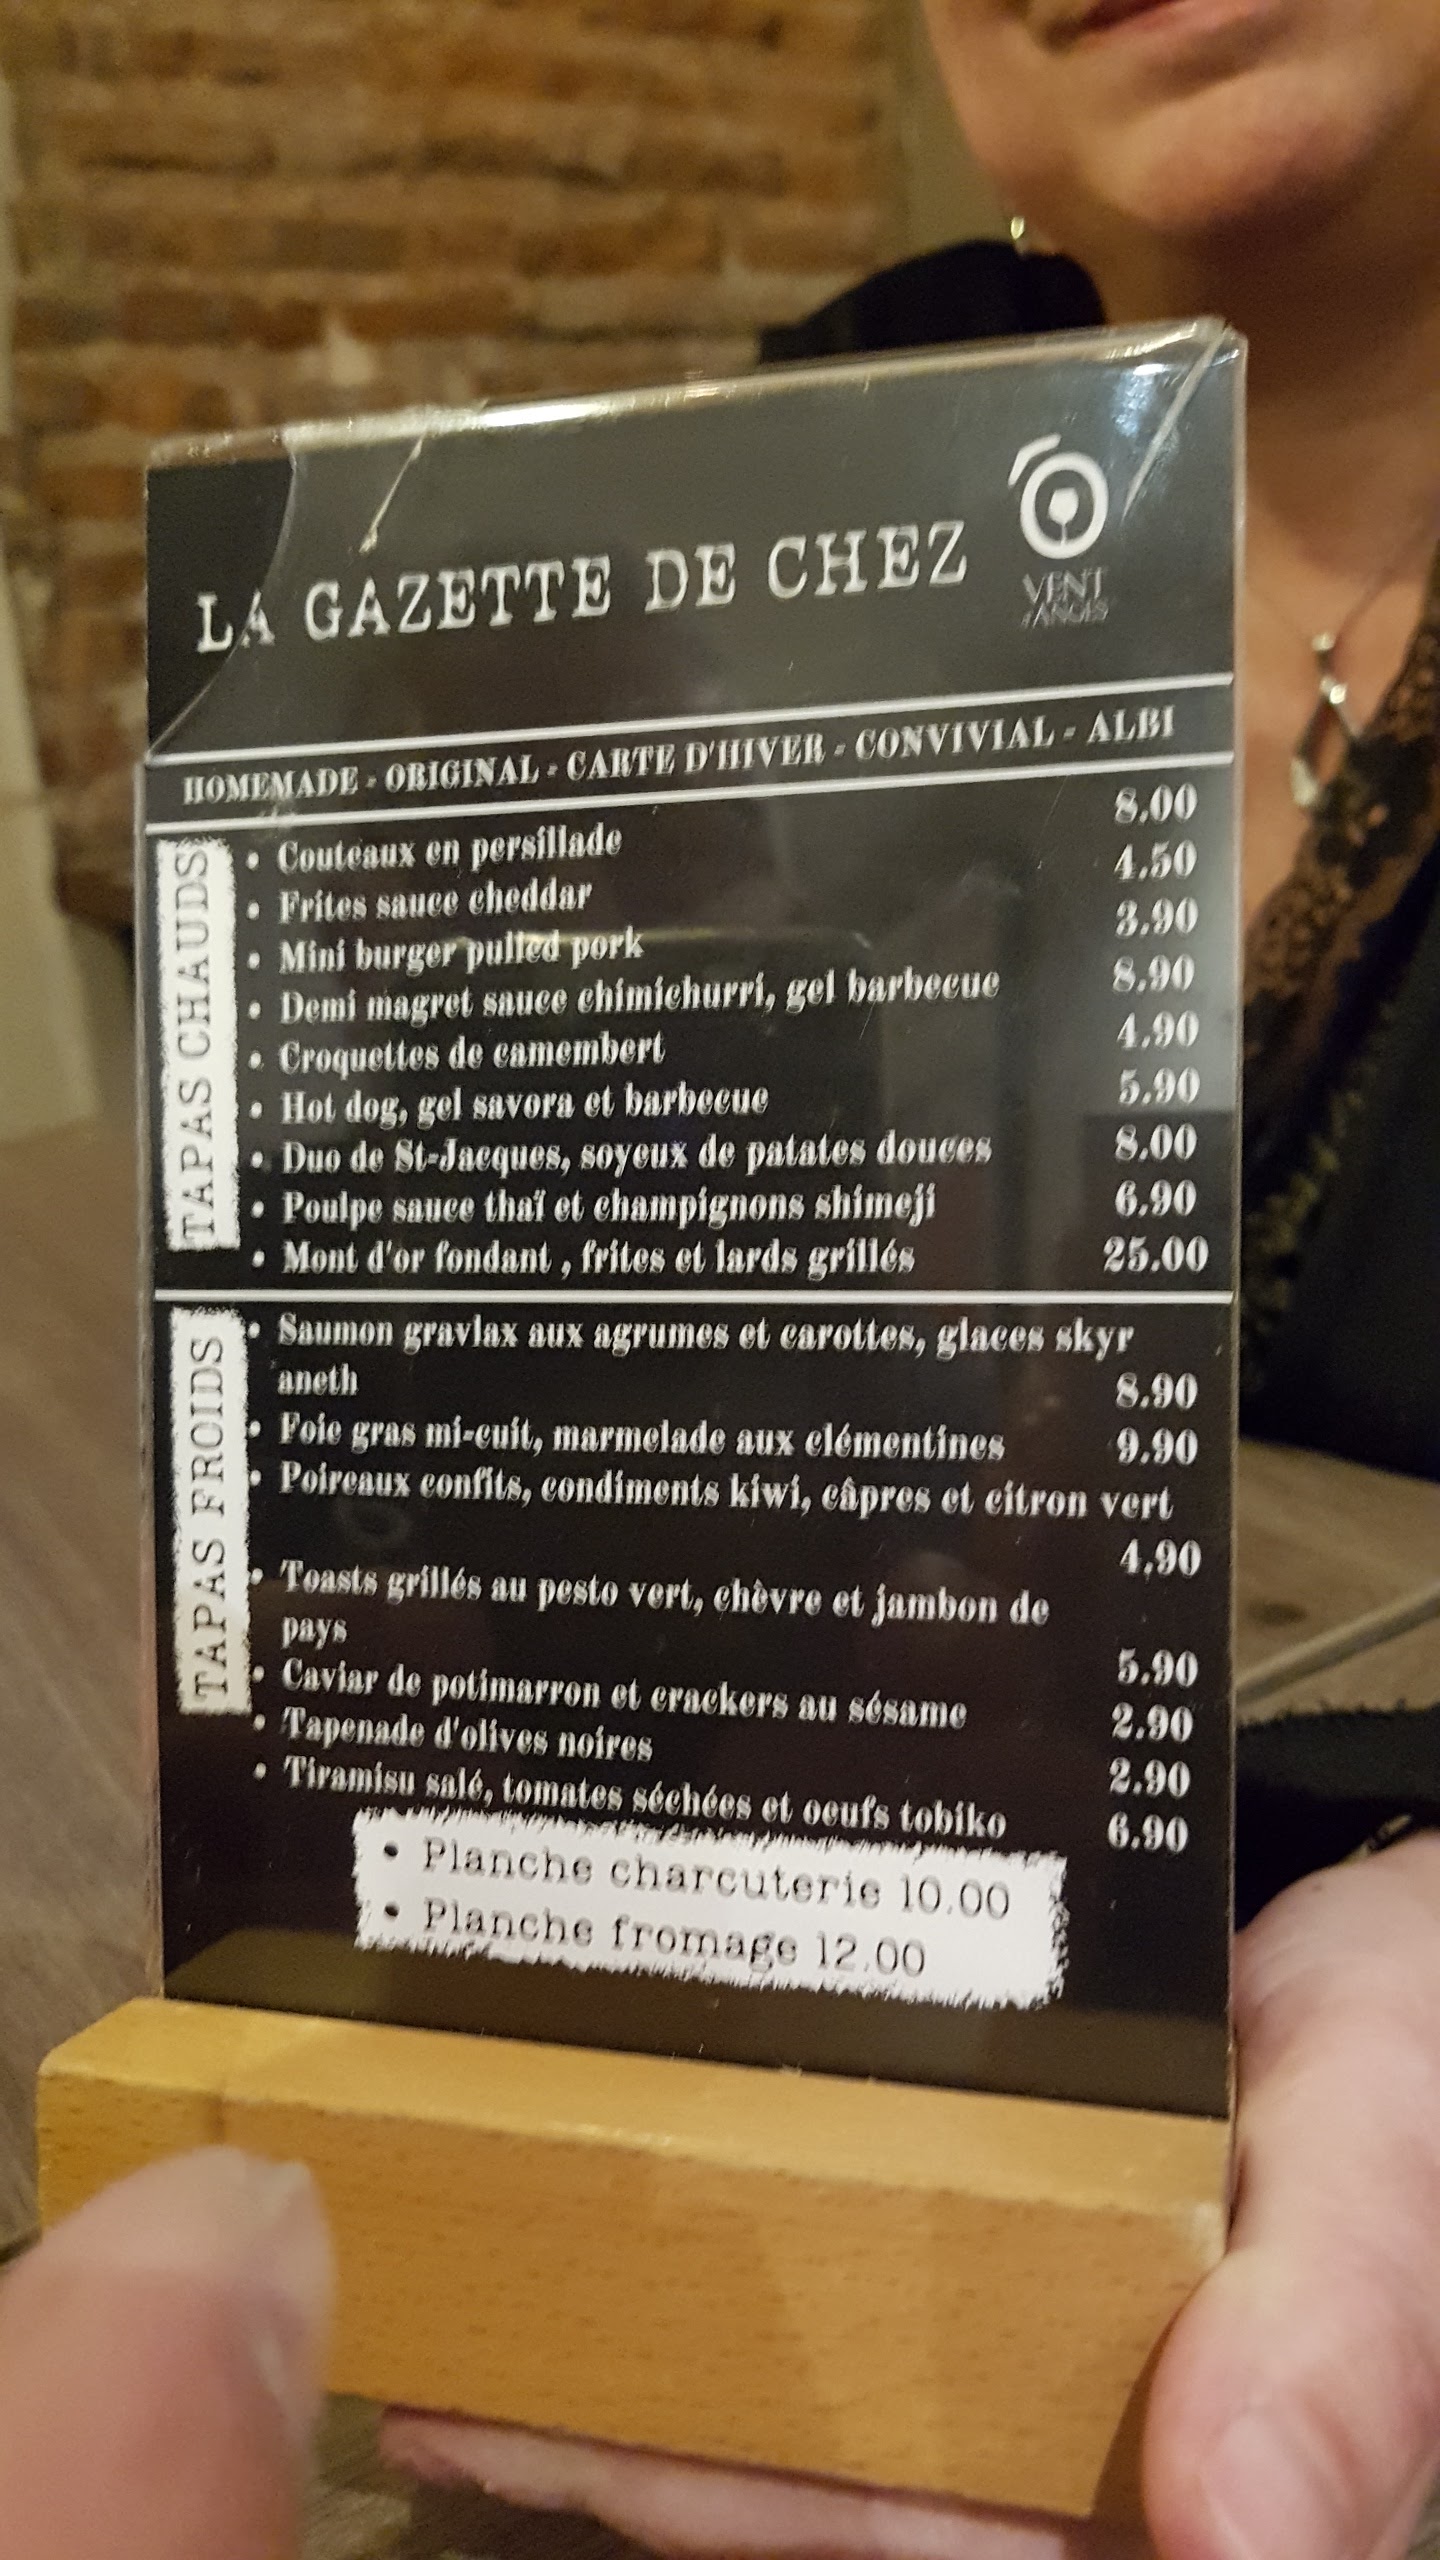 LA GAZETTE DE CHEZ
VENT
D'ANGES
HOMEMADE - ORIGINAL - CARTE D'HIVER - CONVIVIAL - ALBI
TAPAS CHAUDS
• Couteaux en persillade 8.00
• Frites sauce cheddar 4.50
• Mini burger pulled pork 3.90
• Demi magret sauce chimichurri, gel barbecue 8.90
• Croquettes de camembert 4.90
• Hot dog, gel savora et barbecue 5.90
• Duo de St-Jacques, soyeux de patates douces 8.00
• Poulpe sauce thaï et champignons shimeji 6.90
• Mont d'or fondant , frites et lards grillés 25.00
TAPAS FROIDS
• Saumon gravlax aux agrumes et carottes, glaces skyr
aneth 8.90
• Foie gras mi-cuit, marmelade aux clémentines 9.90
• Poireaux confits, condiments kiwi, câpres et citron vert
4.90
• Toasts grillés au pesto vert, chèvre et jambon de
pays 5.90
• Caviar de potimarron et crackers au sésame 2.90
• Tapenade d'olives noires 2.90
• Tiramisu salé, tomates séchées et oeufs tobiko 6.90
• Planche charcuterie 10.00
• Planche fromage 12.00